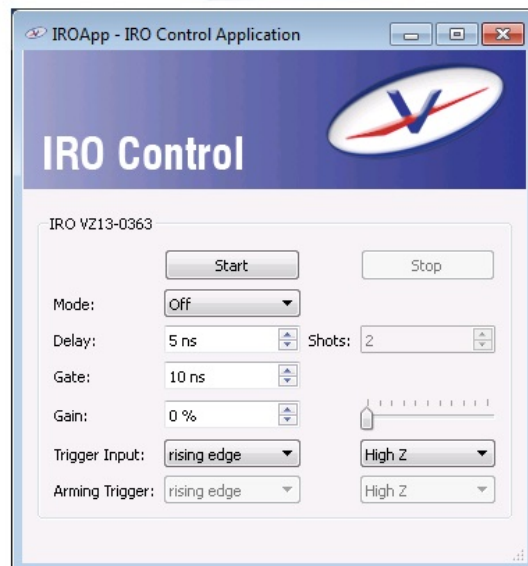 IROApp - IRO Control Application
V
IRO Control
IRO VZ13-0363
Start Stop
Mode: Off
Delay: 5 ns Shots: 2
Gate: 10 ns
Gain: 0 %
Trigger Input: rising edge High Z
Arming Trigger: rising edge High Z